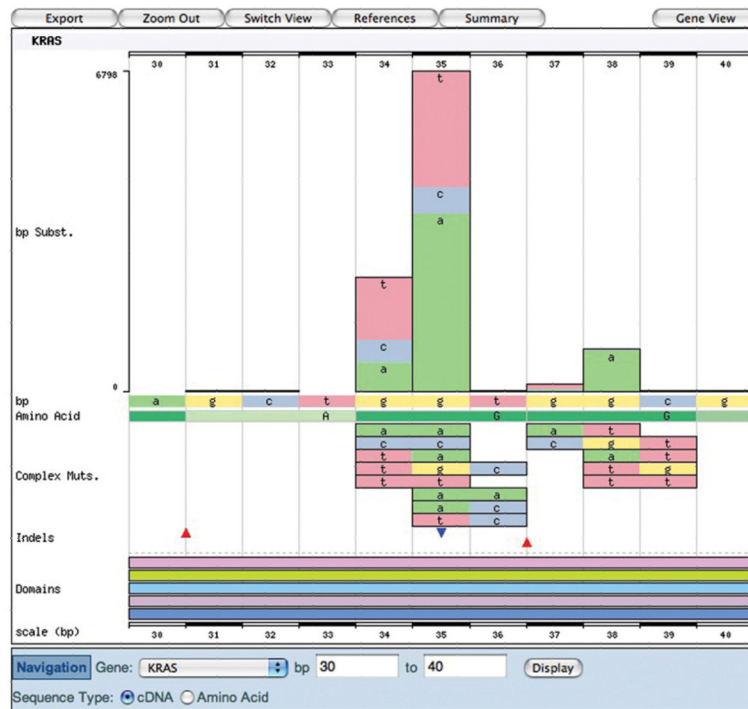 Export Zoom Out Switch View References Summary Gene View
KRAS
30 31 32 33 34 35 36 37 38 39 40
6798
t
c
a
t
c
a
a
bp Subst.
0
bp a g c t g g t g g c g
Amino Acid A G G
a a a t
c c c g t
t a a t
Complex Muts. t g c t g
t t t t
a a
a c
t c
Indels
Domains
scale (bp) 30 31 32 33 34 35 36 37 38 39 40
Navigation Gene: KRAS bp 30 to 40 Display
Sequence Type: cDNA Amino Acid